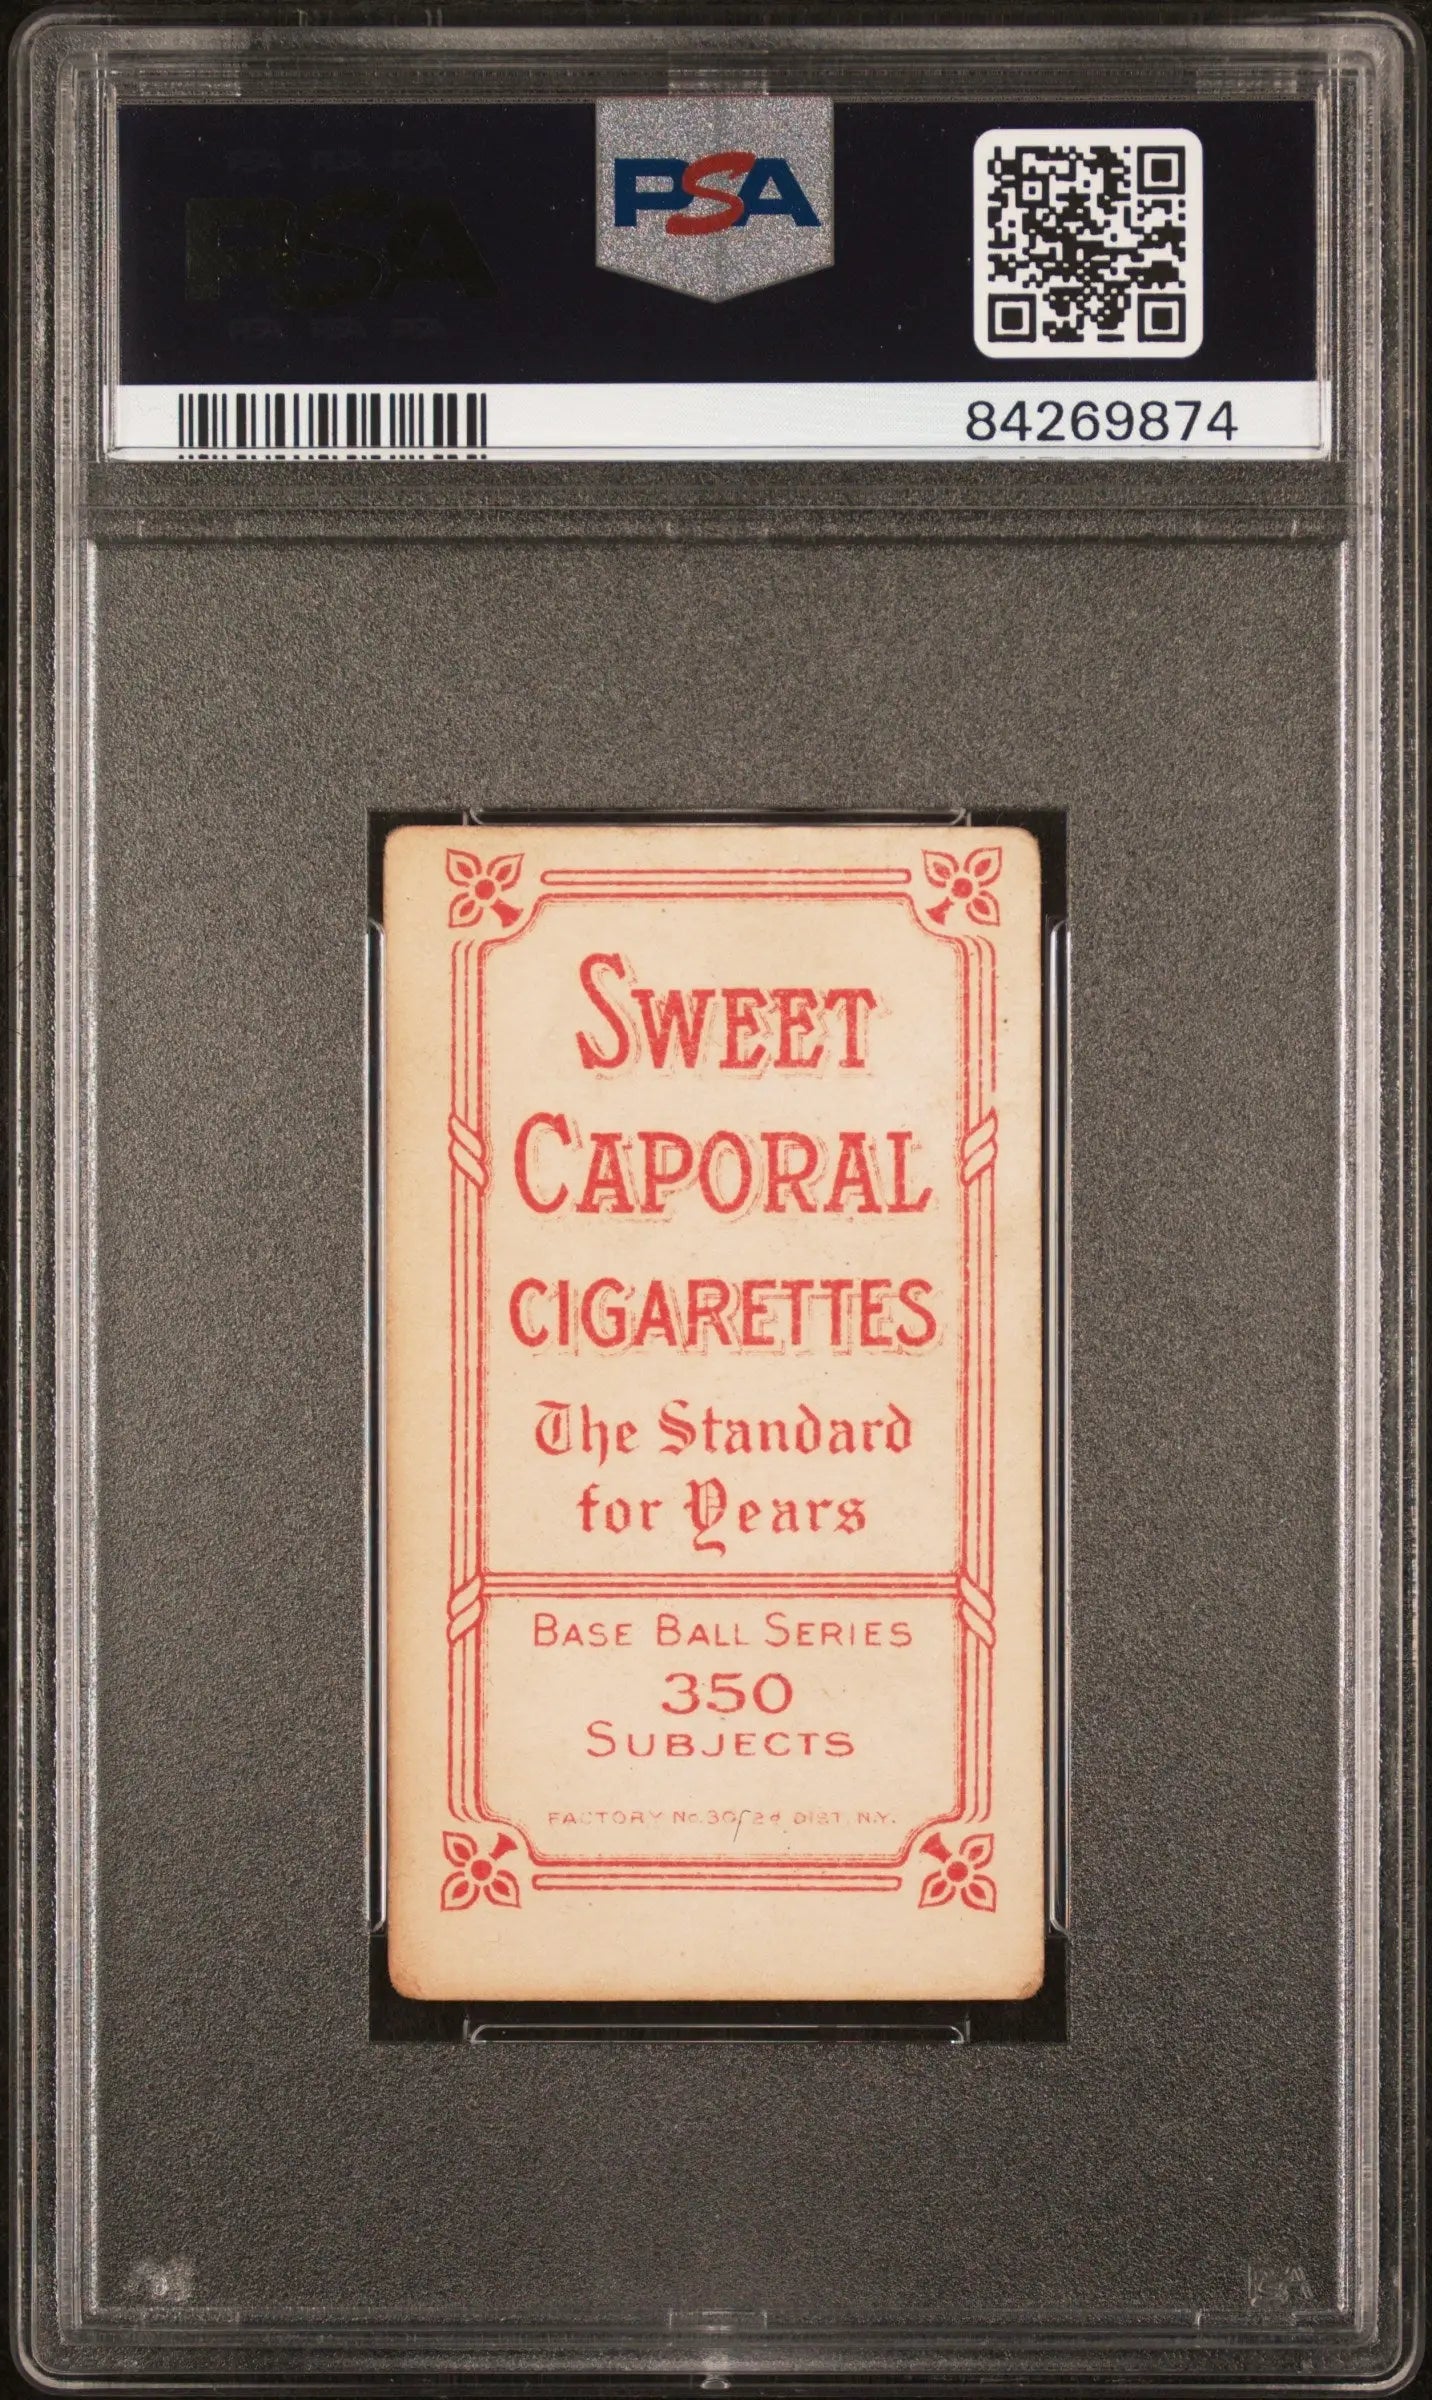 PSA
84269874
SWEET
CAPORAL
CIGARETTES
The Standard
for Years
BASE BALL SERIES
350
SUBJECTS
FACTORY No. 30, 2d DIST. N.Y.